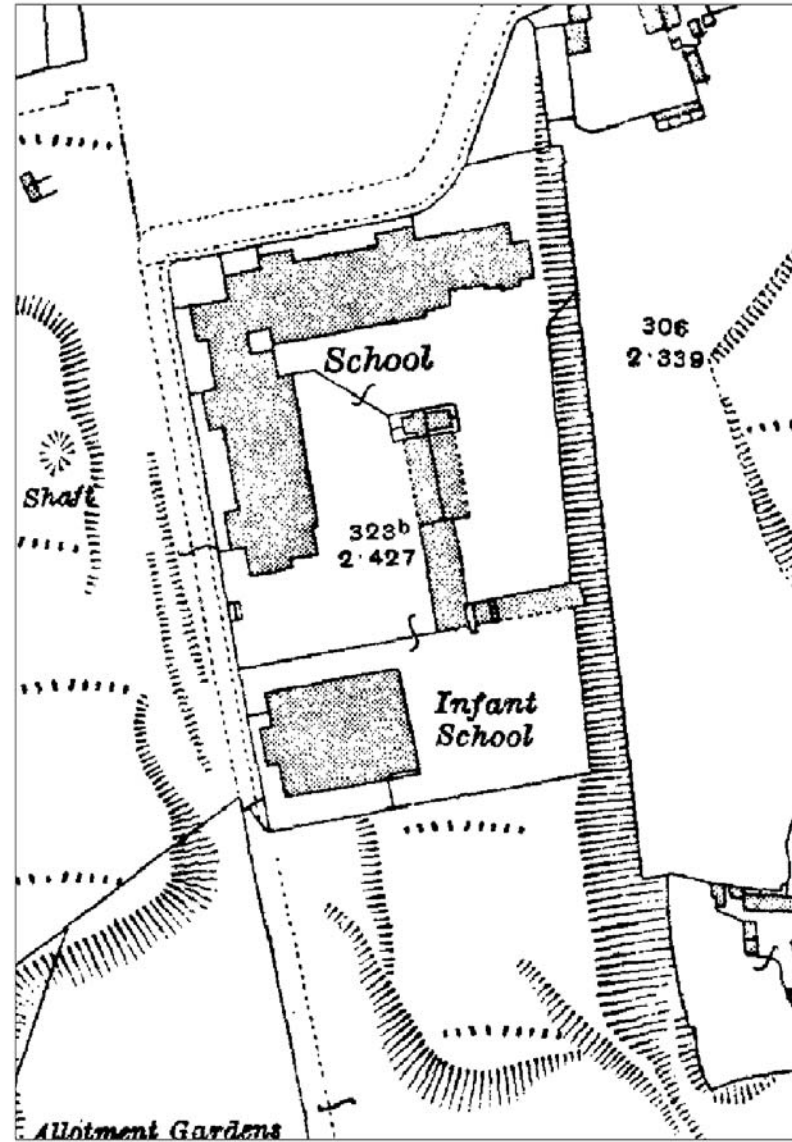 306
2·339
School
Shaft
323b
2·427
Infant
School
Allotment Gardens